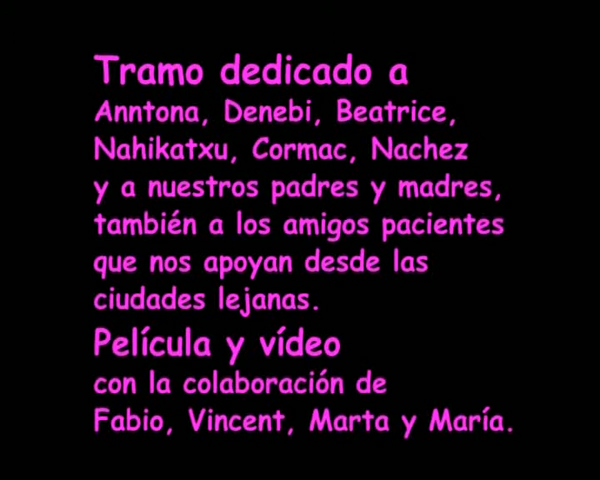 Tramo dedicado a
Anntona, Denebi, Beatrice,
Nahikatxu, Cormac, Nachez
y a nuestros padres y madres,
también a los amigos pacientes
que nos apoyan desde las
ciudades lejanas.
Película y vídeo
con la colaboración de
Fabio, Vincent, Marta y María.